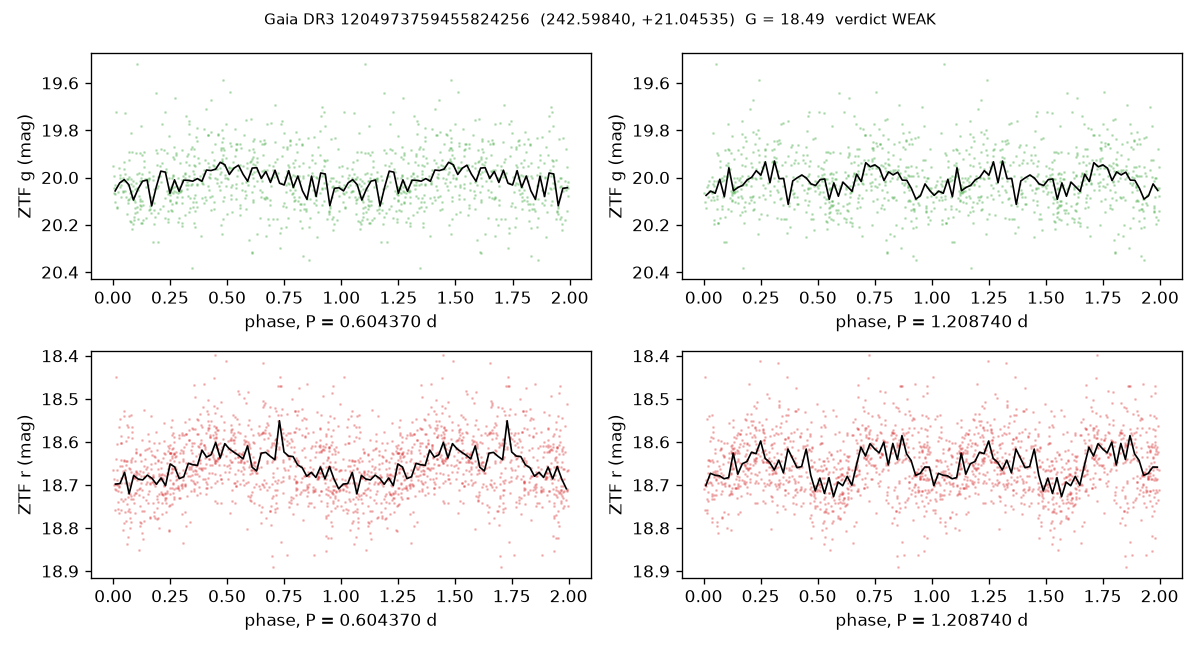 Gaia DR3 1204973759455824256  (242.59840, +21.04535)  G = 18.49  verdict WEAK
ZTF g (mag)
19.6
19.8
20.0
20.2
20.4
0.00 0.25 0.50 0.75 1.00 1.25 1.50 1.75 2.00
phase, P = 0.604370 d
ZTF g (mag)
19.6
19.8
20.0
20.2
20.4
0.00 0.25 0.50 0.75 1.00 1.25 1.50 1.75 2.00
phase, P = 1.208740 d
ZTF r (mag)
18.4
18.5
18.6
18.7
18.8
18.9
0.00 0.25 0.50 0.75 1.00 1.25 1.50 1.75 2.00
phase, P = 0.604370 d
ZTF r (mag)
18.4
18.5
18.6
18.7
18.8
18.9
0.00 0.25 0.50 0.75 1.00 1.25 1.50 1.75 2.00
phase, P = 1.208740 d